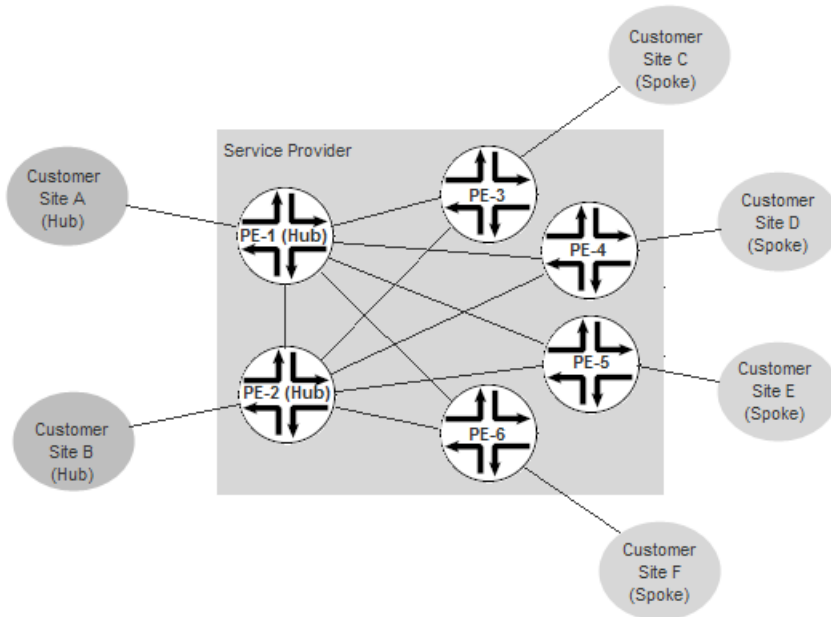 Customer
Site C
(Spoke)
Service Provider
Customer
Site A
(Hub)
PE-1 (Hub)
PE-3
Customer
Site D
(Spoke)
PE-4
PE-5
Customer
Site E
(Spoke)
PE-2 (Hub)
Customer
Site B
(Hub)
PE-6
Customer
Site F
(Spoke)